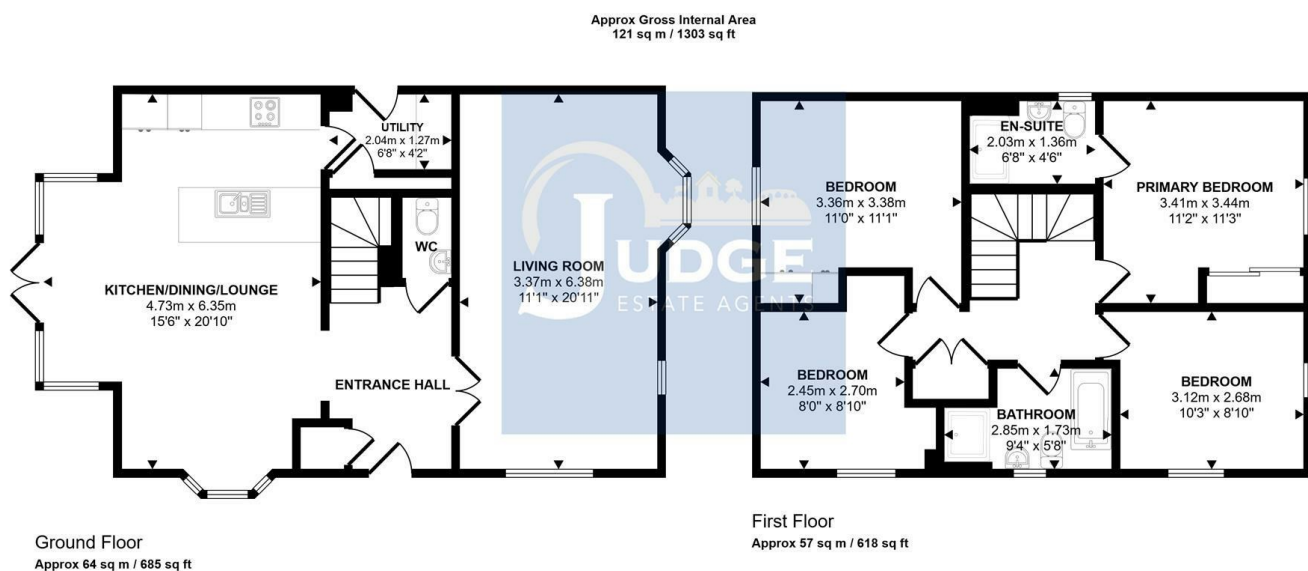 Approx Gross Internal Area
121 sq m / 1303 sq ft
UTILITY
2.04m x 1.27m
6'8" x 4'2"
WC
KITCHEN/DINING/LOUNGE
4.73m x 6.35m
15'6" x 20'10"
LIVING ROOM
3.37m x 6.38m
11'1" x 20'11"
ENTRANCE HALL
JUDGE
ESTATE AGENTS
EN-SUITE
2.03m x 1.36m
6'8" x 4'6"
BEDROOM
3.36m x 3.38m
11'0" x 11'1"
PRIMARY BEDROOM
3.41m x 3.44m
11'2" x 11'3"
BEDROOM
2.45m x 2.70m
8'0" x 8'10"
BATHROOM
2.85m x 1.73m
9'4" x 5'8"
BEDROOM
3.12m x 2.68m
10'3" x 8'10"
Ground Floor
Approx 64 sq m / 685 sq ft
First Floor
Approx 57 sq m / 618 sq ft